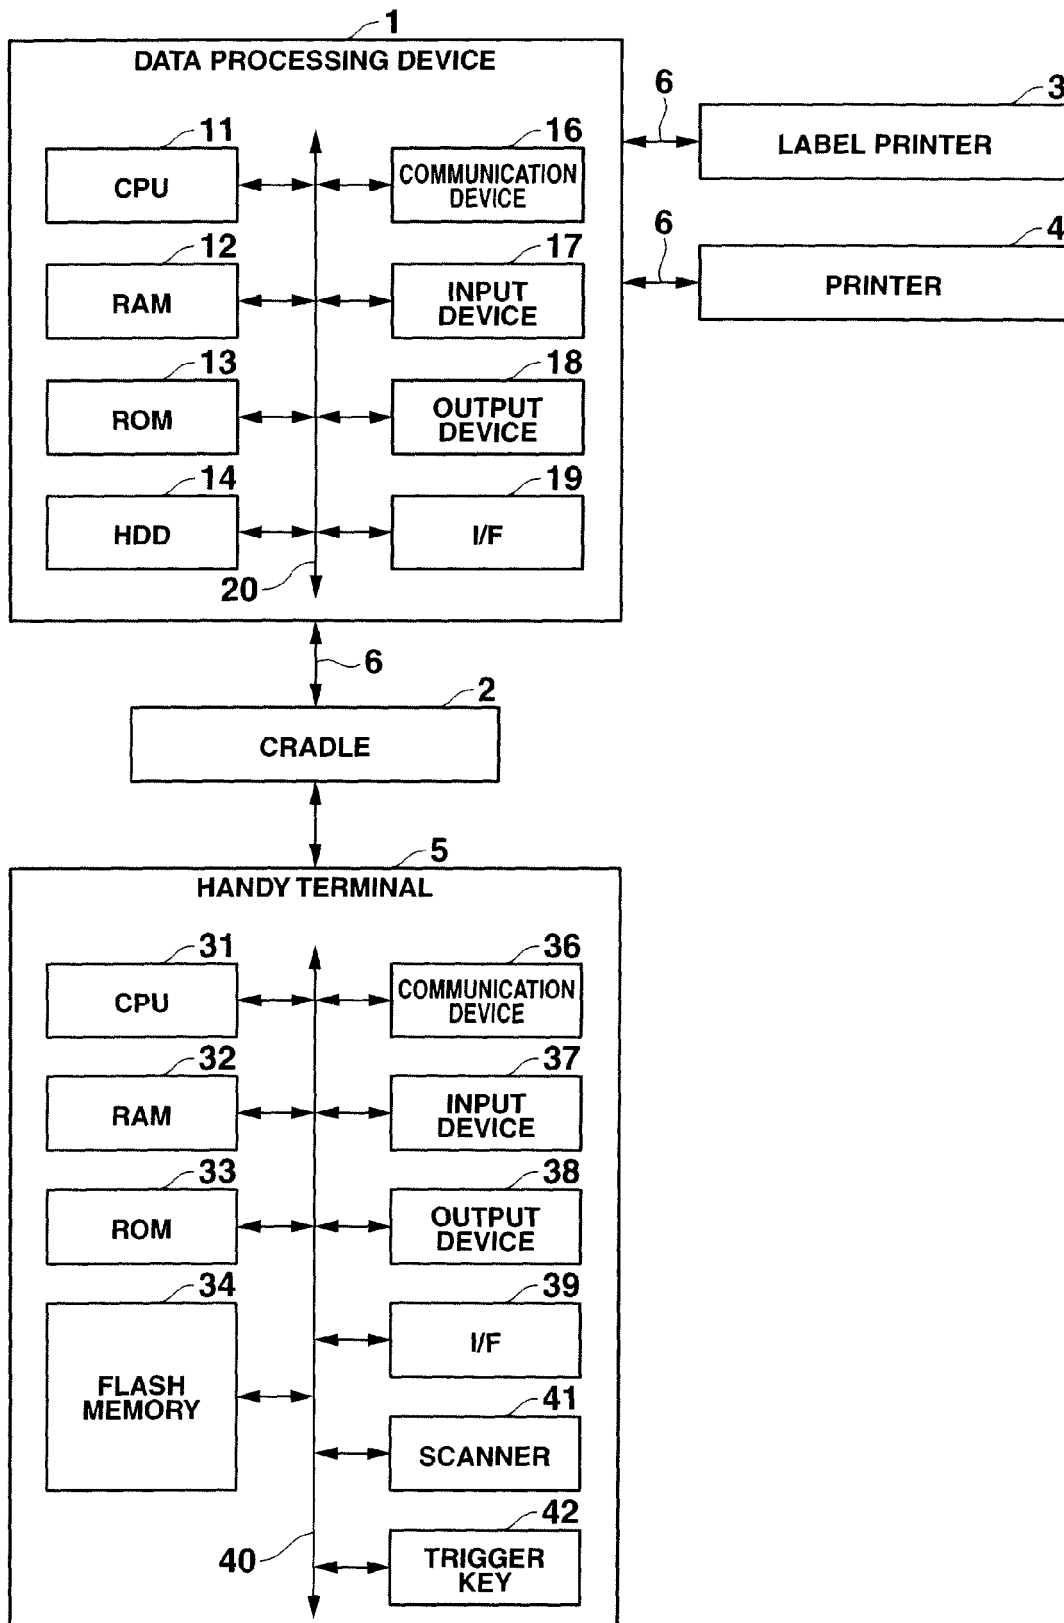 1
DATA PROCESSING DEVICE
11
CPU
16
COMMUNICATION
DEVICE
12
RAM
17
INPUT
DEVICE
13
ROM
18
OUTPUT
DEVICE
14
HDD
19
I/F
20
6
3
LABEL PRINTER
6
4
PRINTER
6
2
CRADLE
5
HANDY TERMINAL
31
CPU
36
COMMUNICATION
DEVICE
32
RAM
37
INPUT
DEVICE
33
ROM
38
OUTPUT
DEVICE
34
FLASH
MEMORY
39
I/F
41
SCANNER
40
42
TRIGGER
KEY